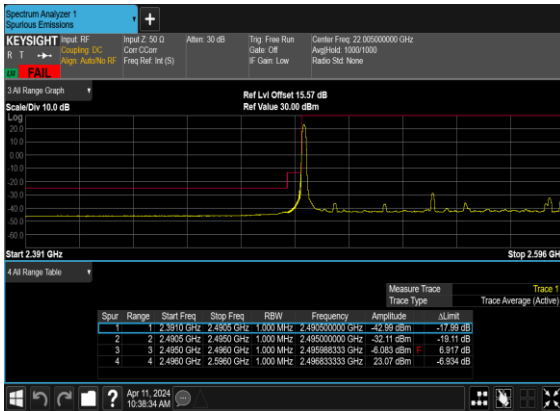 Spectrum Analyzer 1
Spurious Emissions
+
KEYSIGHT Input: RF Input Z: 50 Ω Atten: 30 dB Trig: Free Run Center Freq: 22.005000000 GHz
R T Coupling: DC Corr CCorr Gate: Off Avg|Hold: 1000/1000
Align: Auto/No RF Freq Ref: Int (S) IF Gain: Low Radio Std: None
LV FAIL
3 All Range Graph
Ref Lvl Offset 15.57 dB
Scale/Div 10.0 dB Ref Value 30.00 dBm
Log
20.0
10.0
0.00
-10.0
-20.0
-30.0
-40.0
-50.0
-60.0
Start 2.391 GHz Stop 2.596 GH
4 All Range Table
Measure Trace Trace 1
Trace Type Trace Average (Active)
Spur Range Start Freq Stop Freq RBW Frequency Amplitude ΔLimit
1 1 2.3910 GHz 2.4905 GHz 1.000 MHz 2.490500000 GHz -42.99 dBm -17.99 dB
2 2 2.4905 GHz 2.4950 GHz 1.000 MHz 2.495000000 GHz -32.11 dBm -19.11 dB
3 3 2.4950 GHz 2.4960 GHz 1.000 MHz 2.495988333 GHz -6.083 dBm F 6.917 dB
4 4 2.4960 GHz 2.5960 GHz 1.000 MHz 2.496833333 GHz 23.07 dBm -6.934 dB
? Apr 11, 2024
10:38:34 AM